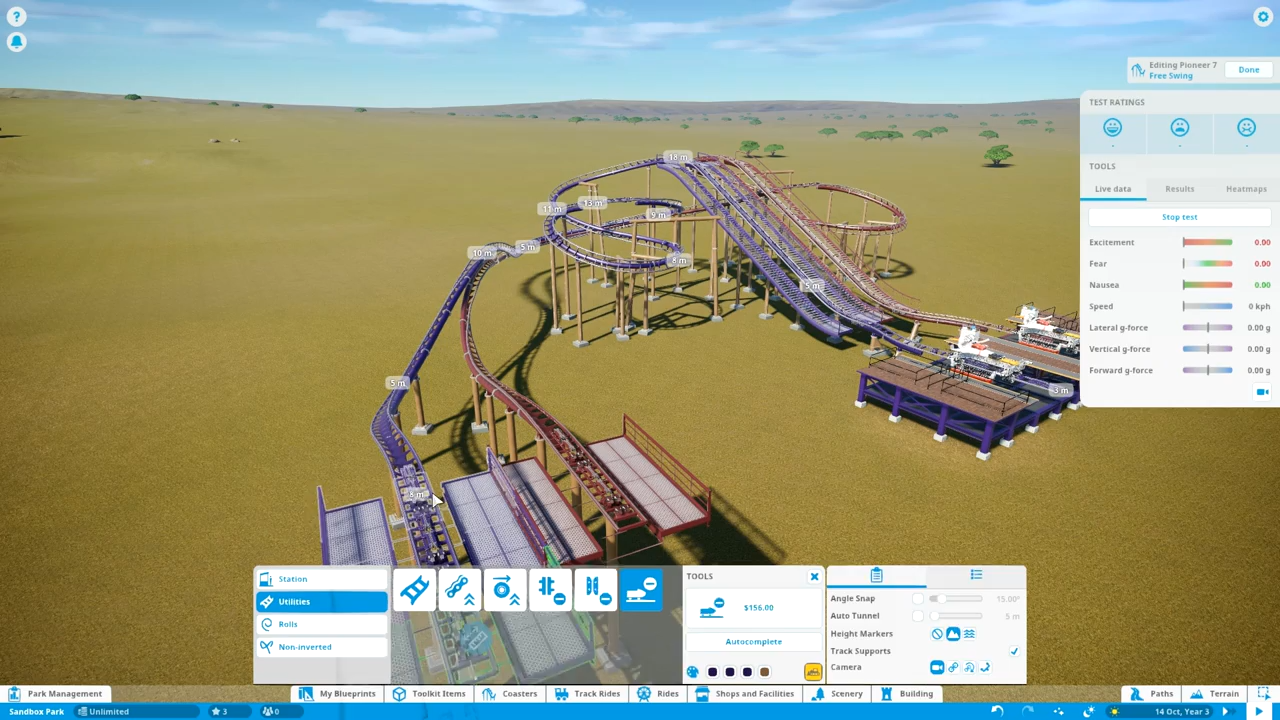 ?
Editing Pioneer 7
Free Swing
Done
TEST RATINGS
- - -
TOOLS
Live data Results Heatmaps
Stop test
Excitement 0.00
Fear 0.00
Nausea 0.00
Speed 0 kph
Lateral g-force 0.00 g
Vertical g-force 0.00 g
Forward g-force 0.00 g
18 m
11 m
13 m
9 m
10 m
5 m
8 m
5 m
5 m
3 m
8 m
Station
Utilities
Rolls
Non-inverted
TOOLS
$156.00
Autocomplete
Angle Snap 15.00°
Auto Tunnel 5 m
Height Markers
Track Supports
Camera
Park Management My Blueprints Toolkit Items Coasters Track Rides Rides Shops and Facilities Scenery Building Paths Terrain
Sandbox Park Unlimited 3 0 14 Oct, Year 3